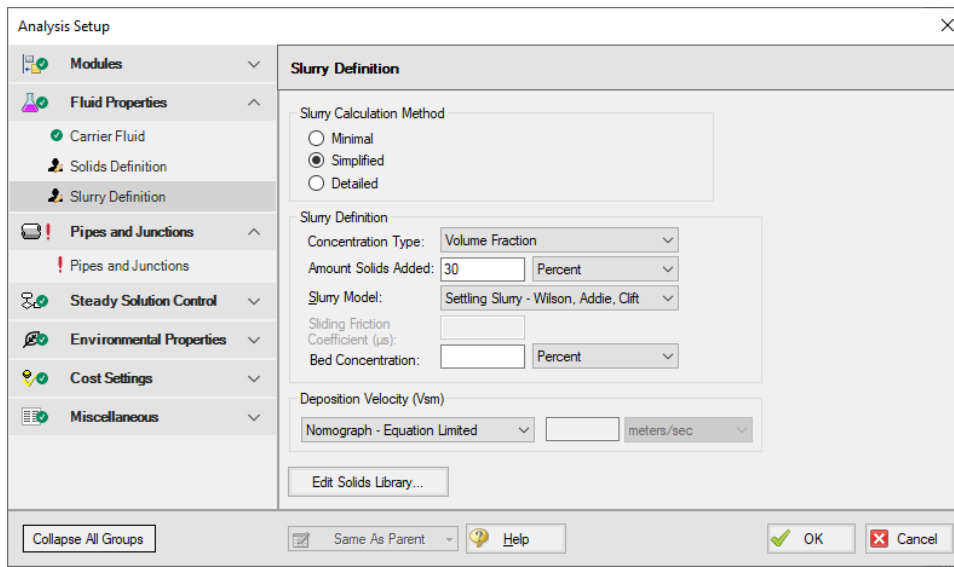 Analysis Setup
Modules
Fluid Properties
Carrier Fluid
Solids Definition
Slurry Definition
Pipes and Junctions
Pipes and Junctions
Steady Solution Control
Environmental Properties
Cost Settings
Miscellaneous
Slurry Definition
Slurry Calculation Method
Minimal
Simplified
Detailed
Slurry Definition
Concentration Type: Volume Fraction
Amount Solids Added: 30 Percent
Slurry Model: Settling Slurry - Wilson, Addie, Clift
Sliding Friction
Coefficient (µs):
Bed Concentration: Percent
Deposition Velocity (Vsm)
Nomograph - Equation Limited meters/sec
Edit Solids Library...
Collapse All Groups Same As Parent Help OK Cancel